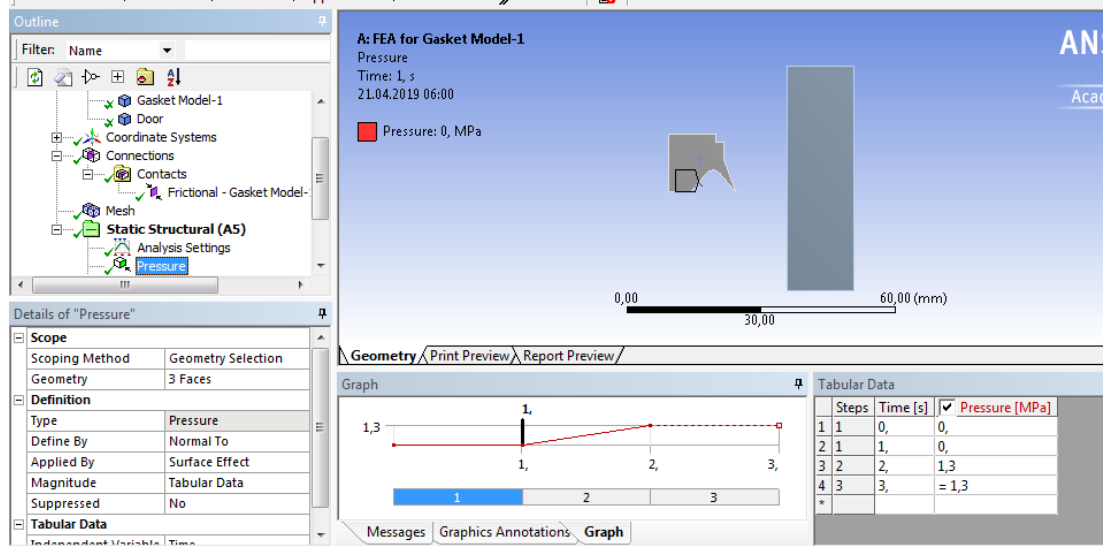 Outline
Filter: Name
Gasket Model-1
Door
Coordinate Systems
Connections
Contacts
Frictional - Gasket Model-
Mesh
Static Structural (A5)
Analysis Settings
Pressure
Details of "Pressure"
Scope
Scoping Method Geometry Selection
Geometry 3 Faces
Definition
Type Pressure
Define By Normal To
Applied By Surface Effect
Magnitude Tabular Data
Suppressed No
Tabular Data
Independent Variable Time
A: FEA for Gasket Model-1
Pressure
Time: 1, s
21.04.2019 06:00
Pressure: 0, MPa
ANS
Acad
0,00 60,00 (mm)
30,00
Geometry Print Preview Report Preview
Graph
1,
1,3
1, 2, 3,
1 2 3
Messages Graphics Annotations Graph
Tabular Data
Steps Time [s] Pressure [MPa]
1 1 0, 0,
2 1 1, 0,
3 2 2, 1,3
4 3 3, = 1,3
*